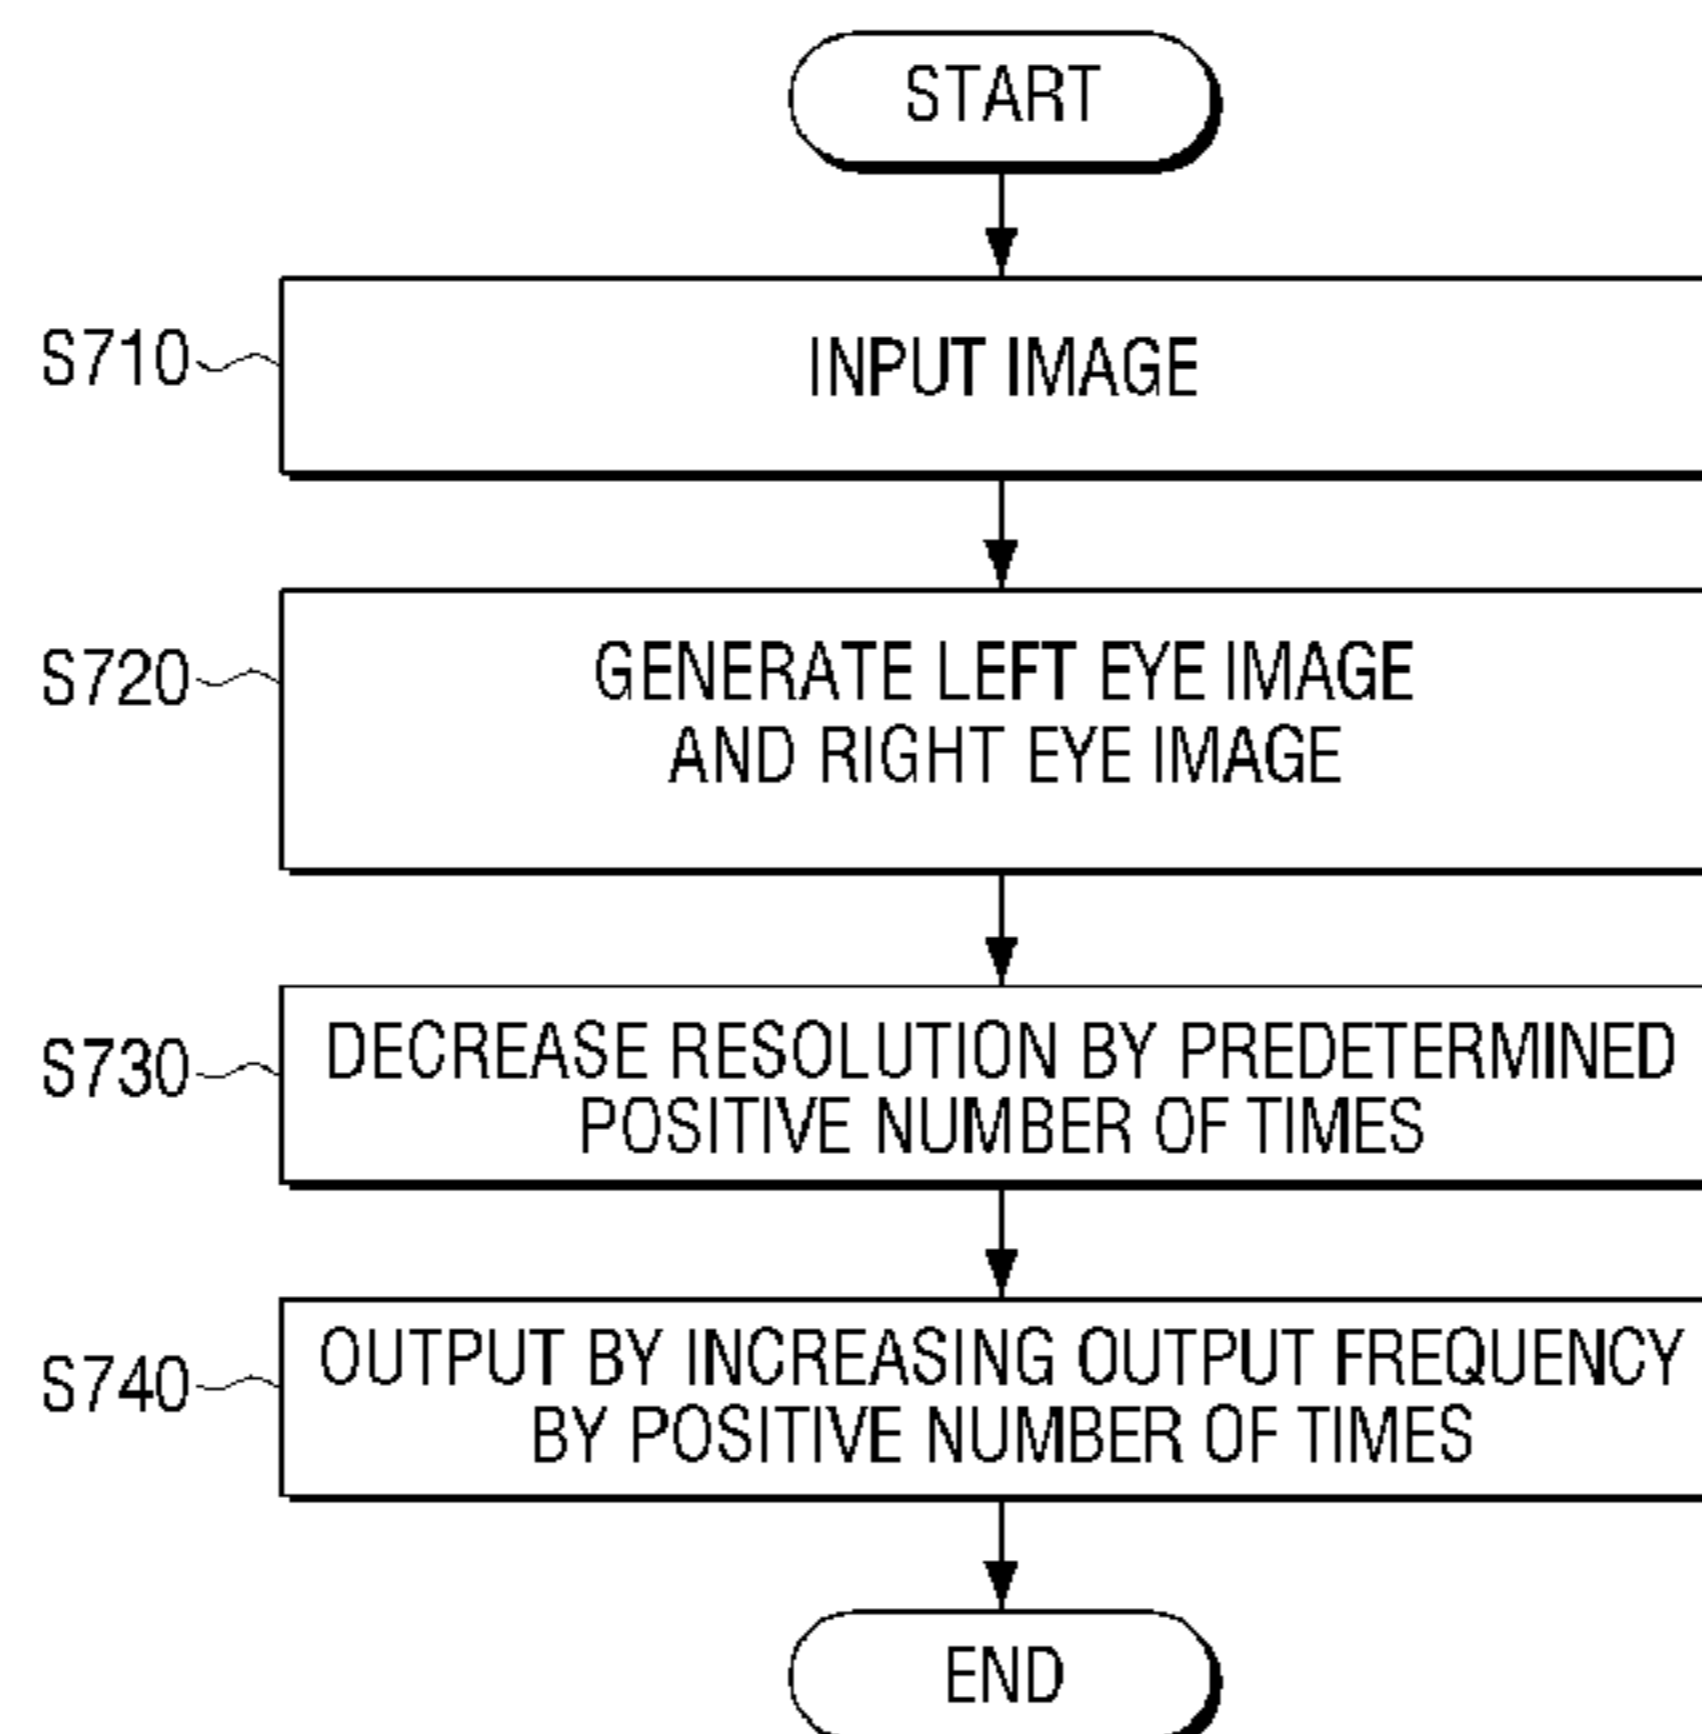 START
S710
INPUT IMAGE
S720
GENERATE LEFT EYE IMAGE
AND RIGHT EYE IMAGE
S730
DECREASE RESOLUTION BY PREDETERMINED
POSITIVE NUMBER OF TIMES
S740
OUTPUT BY INCREASING OUTPUT FREQUENCY
BY POSITIVE NUMBER OF TIMES
END